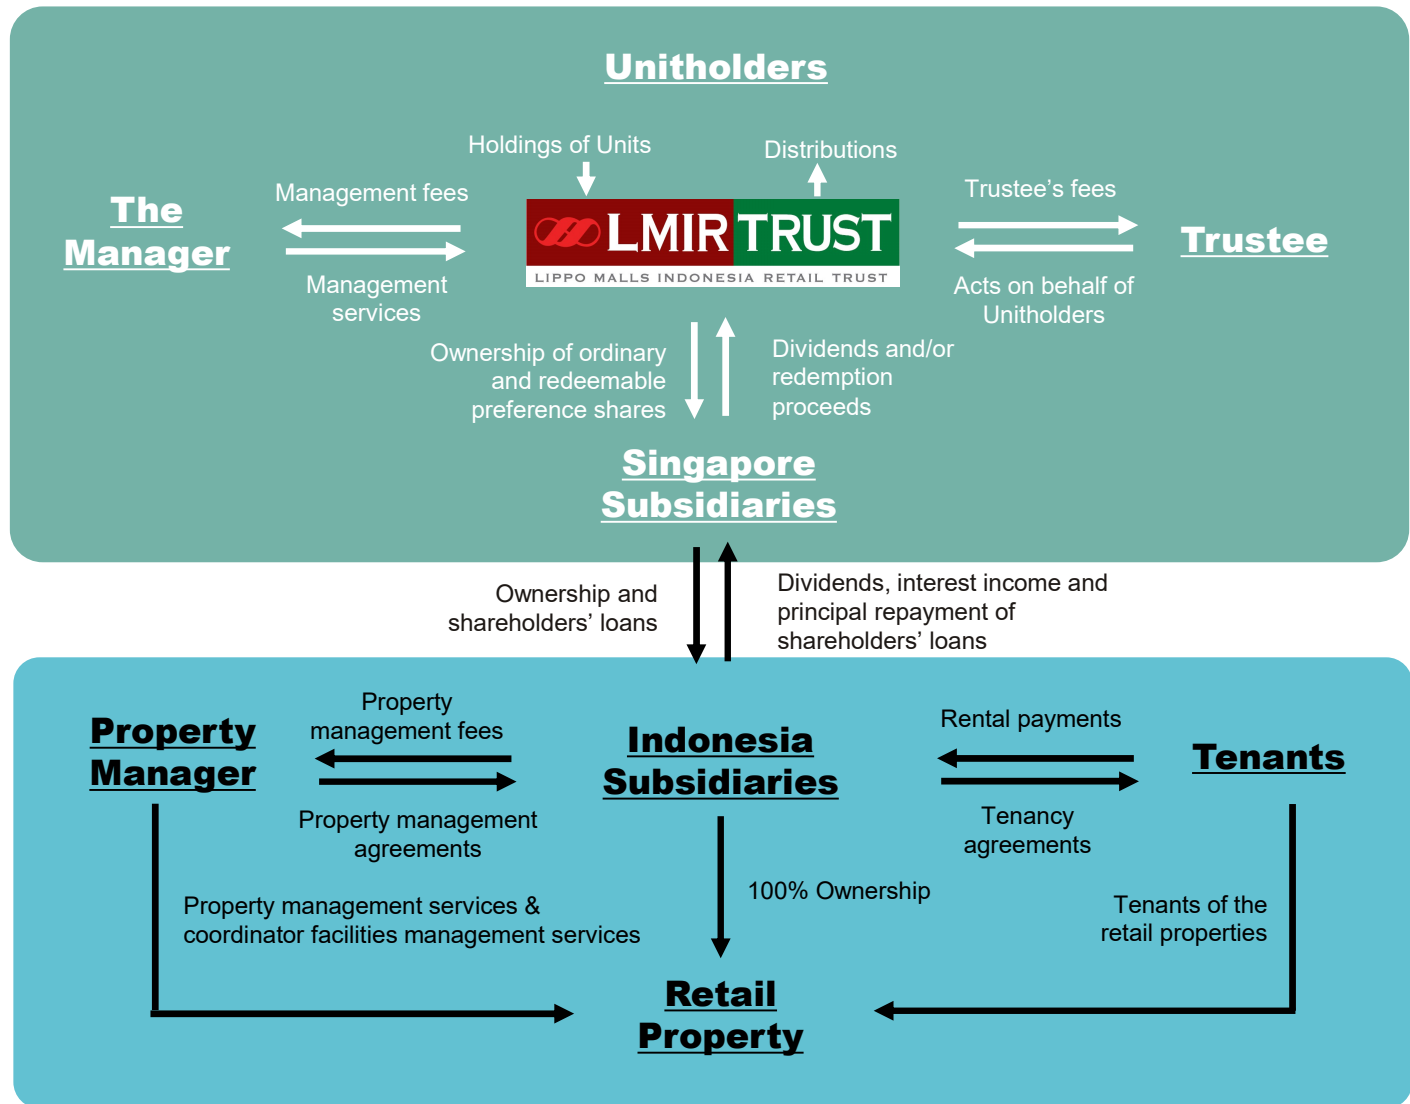 Unitholders
Holdings of Units
Distributions
Management fees
Trustee’s fees
The
Manager
LMIR TRUST
LIPPO MALLS INDONESIA RETAIL TRUST
Trustee
Management
services
Acts on behalf of
Unitholders
Ownership of ordinary
and redeemable
preference shares
Dividends and/or
redemption
proceeds
Singapore
Subsidiaries
Ownership and
shareholders’ loans
Dividends, interest income and
principal repayment of
shareholders’ loans
Property
management fees
Rental payments
Property
Manager
Indonesia
Subsidiaries
Tenants
Property management
agreements
Tenancy
agreements
100% Ownership
Property management services &
coordinator facilities management services
Tenants of the
retail properties
Retail
Property